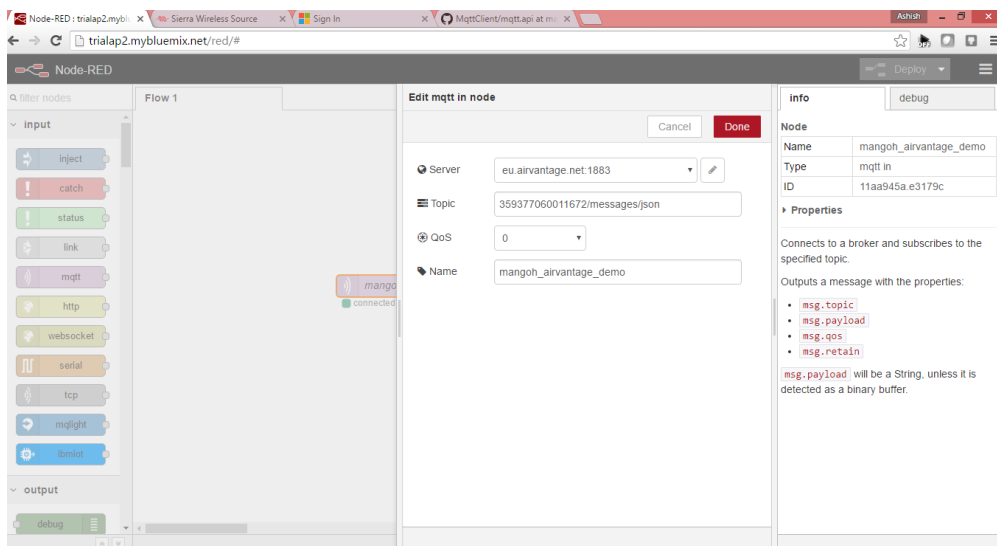 Node-RED : trialap2.mybl
Sierra Wireless Source
Sign In
MqttClient/mqtt.api at ma
Ashish
trialap2.mybluemix.net/red/#
Node-RED
Deploy
filter nodes
Flow 1
Edit mqtt in node
info
debug
input
Cancel
Done
Node
Name
mangoh_airvantage_demo
Type
mqtt in
ID
11aa945a.e3179c
Properties
Connects to a broker and subscribes to the
specified topic.
Outputs a message with the properties:
msg.topic
msg.payload
msg.qos
msg.retain
msg.payload will be a String, unless it is
detected as a binary buffer.
Server
eu.airvantage.net:1883
Topic
359377060011672/messages/json
QoS
0
Name
mangoh_airvantage_demo
mango
connected
inject
catch
status
link
mqtt
http
websocket
serial
tcp
mqlight
ibmiot
output
debug